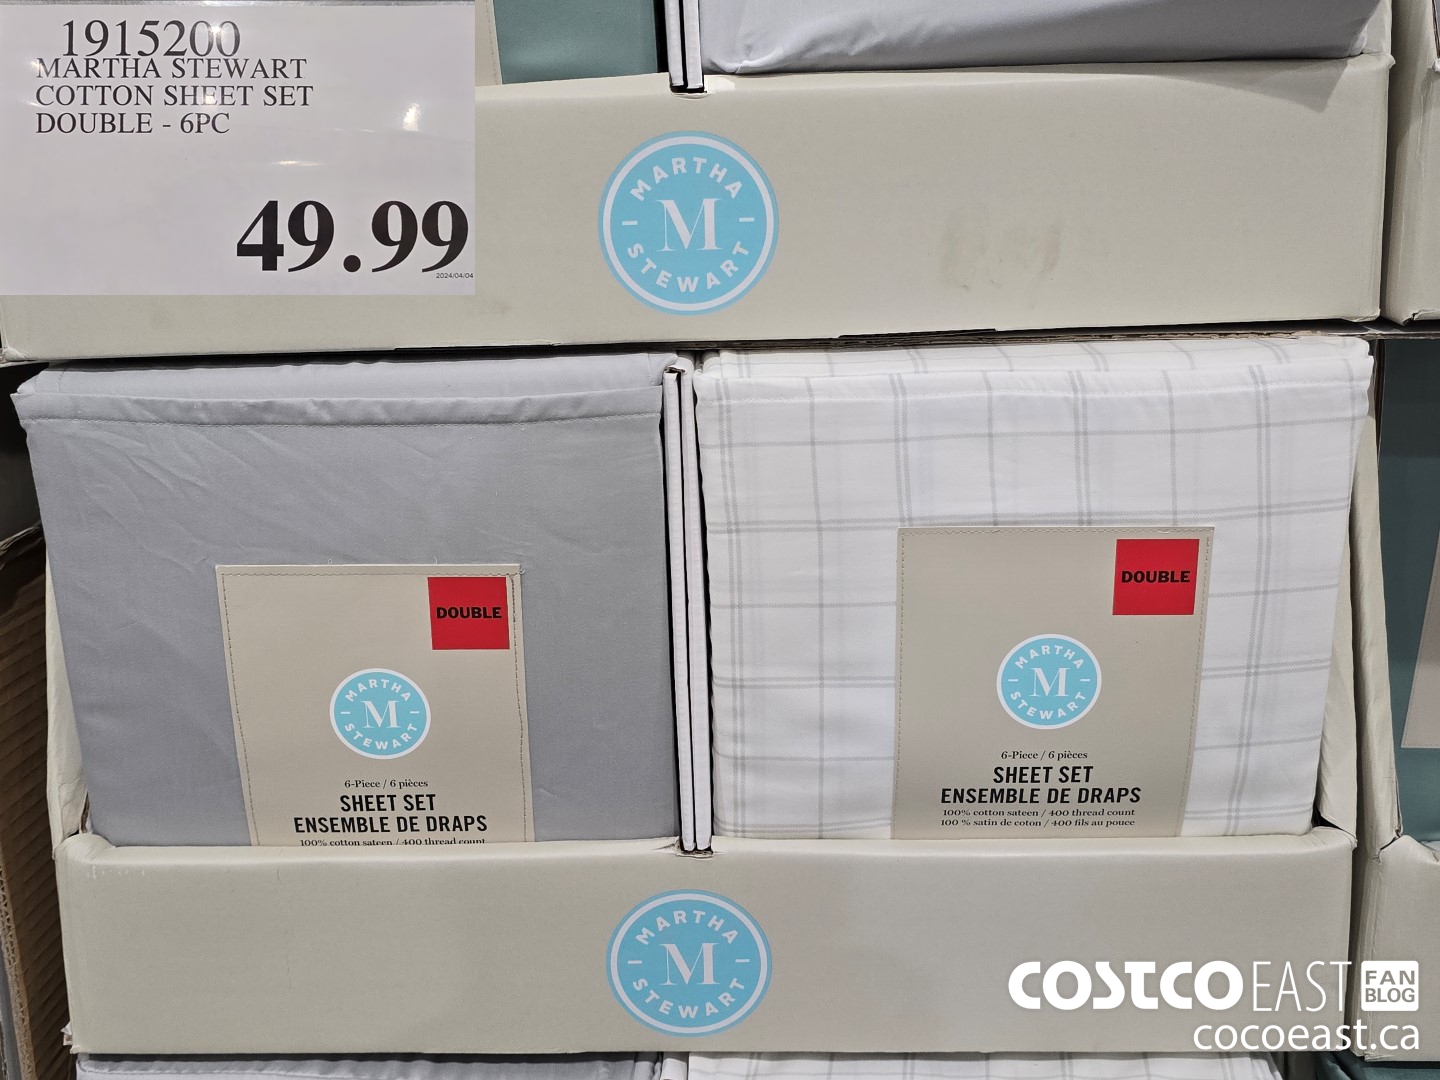 1915200
MARTHA STEWART
COTTON SHEET SET
DOUBLE - 6PC
49.99
2024/04/04
MARTHA
M
STEWART
DOUBLE
MARTHA
M
STEWART
6-Piece / 6 pièces
SHEET SET
ENSEMBLE DE DRAPS
100% cotton sateen / 400 thread count
DOUBLE
MARTHA
M
STEWART
6-Piece / 6 pièces
SHEET SET
ENSEMBLE DE DRAPS
100% cotton sateen / 400 thread count
100 % satin de coton / 400 fils au pouce
MARTHA
M
STEWART
COSTCO EAST FAN BLOG
cocoeast.ca